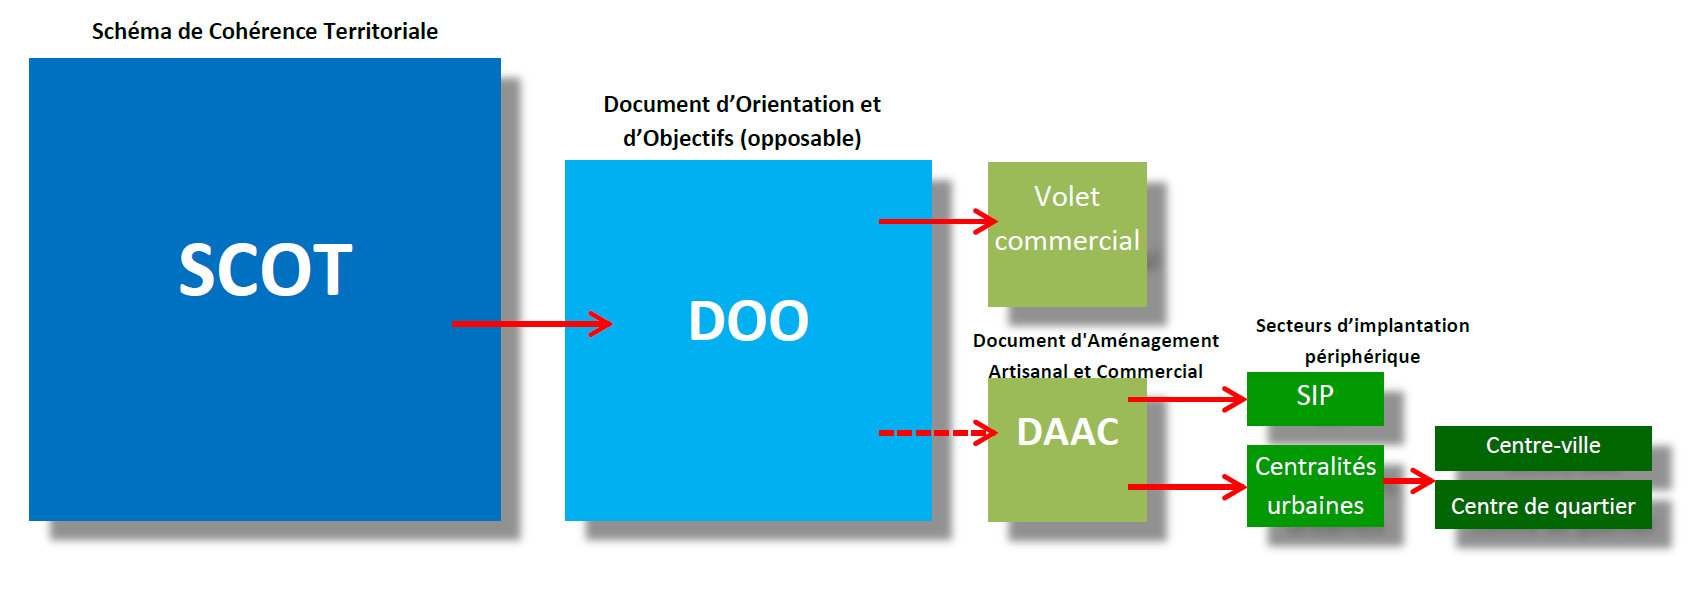 Schéma de Cohérence Territoriale
SCOT
Document d’Orientation et
d’Objectifs (opposable)
DOO
Volet
commercial
Document d'Aménagement
Artisanal et Commercial
DAAC
Secteurs d’implantation
périphérique
SIP
Centralités
urbaines
Centre-ville
Centre de quartier